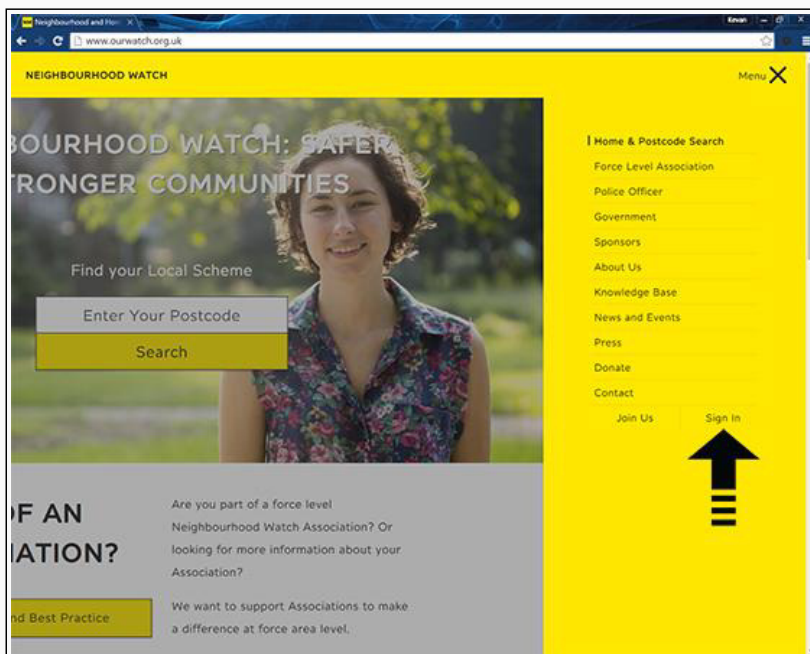 Neighbourhood and Hom
Kevan
www.ourwatch.org.uk
NEIGHBOURHOOD WATCH
Menu
BOURHOOD WATCH: SAFER
TRONGER COMMUNITIES
Find your Local Scheme
Enter Your Postcode
Search
Home & Postcode Search
Force Level Association
Police Officer
Government
Sponsors
About Us
Knowledge Base
News and Events
Press
Donate
Contact
Join Us
Sign In
OF AN
IATION?
Are you part of a force level
Neighbourhood Watch Association? Or
looking for more information about your
Association?
We want to support Associations to make
a difference at force area level.
nd Best Practice